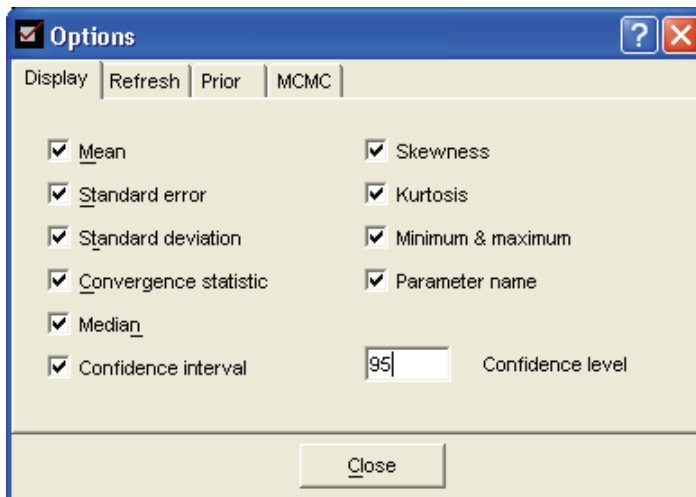 Options
?
Display Refresh Prior MCMC
Mean
Standard error
Standard deviation
Convergence statistic
Median
Confidence interval
Skewness
Kurtosis
Minimum & maximum
Parameter name
95 Confidence level
Close